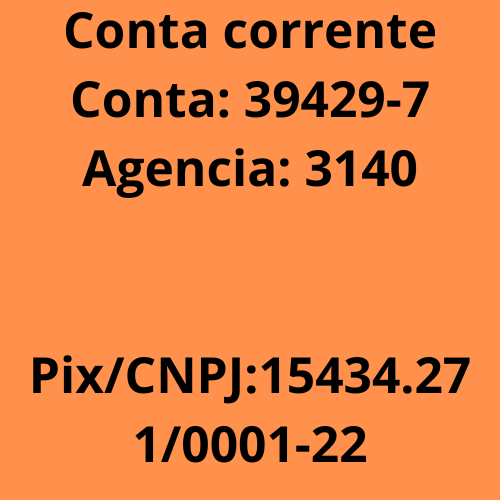 Conta corrente
Conta: 39429-7
Agencia: 3140
Pix/CNPJ:15434.27
1/0001-22